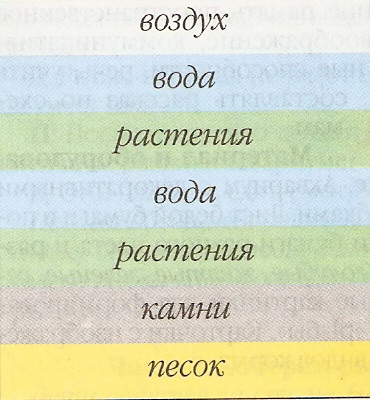 воздух
вода
растения
вода
растения
камни
песок